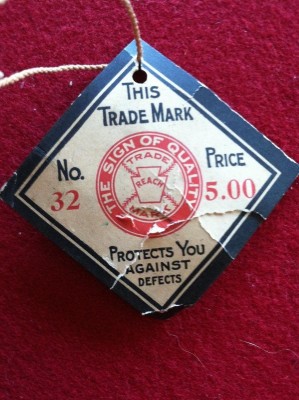 THIS
TRADE MARK
No. PRICE
32 5.00
THE SIGN OF QUALITY
TRADE
REACH
MARK
PROTECTS YOU
AGAINST
DEFECTS